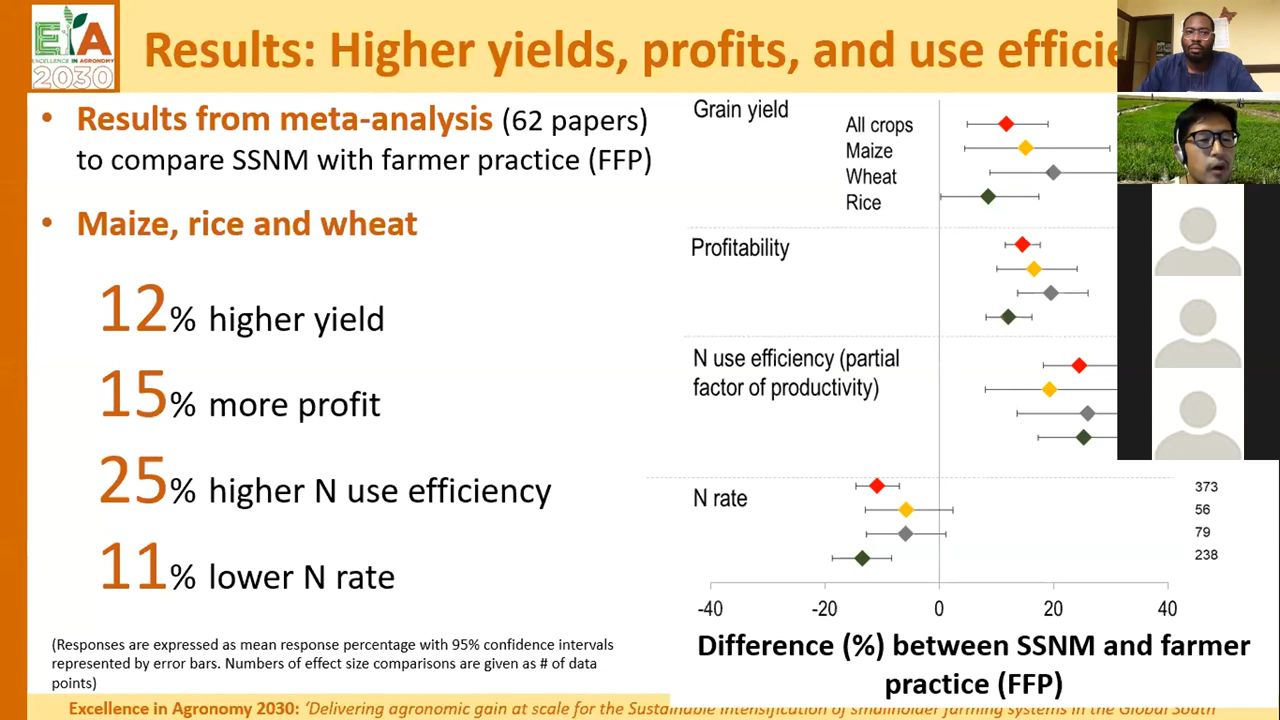 EiA
EXCELLENCE IN AGRONOMY
2030
Results: Higher yields, profits, and use
• Results from meta-analysis (62 papers)
to compare SSNM with farmer practice (FFP)
• Maize, rice and wheat
12% higher yield
15% more profit
25% higher N use efficiency
11% lower N rate
(Responses are expressed as mean response percentage with 95% confidence intervals
represented by error bars. Numbers of effect size comparisons are given as # of data
points)
Grain yield
All crops
Maize
Wheat
Rice
Profitability
N use efficiency (partial
factor of productivity)
N rate
373
56
79
238
-40 -20 0 20 40
Difference (%) between SSNM and farmer
practice (FFP)
Excellence in Agronomy 2030: ‘Delivering agronomic gain at scale for the Sustainable Intensification of smallholder farming systems in the Global South